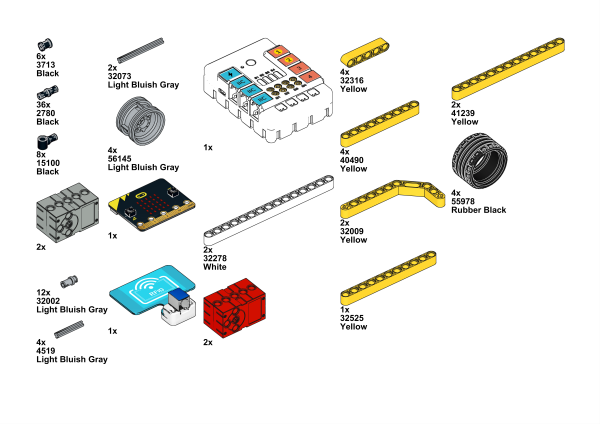 6x
3713
Black
36x
2780
Black
8x
15100
Black
2x
12x
32002
Light Bluish Gray
4x
4519
Light Bluish Gray
2x
32073
Light Bluish Gray
4x
56145
Light Bluish Gray
1x
RFID
1x
1x
2x
32278
White
2x
4x
32316
Yellow
4x
40490
Yellow
2x
32009
Yellow
1x
32525
Yellow
2x
41239
Yellow
4x
55978
Rubber Black